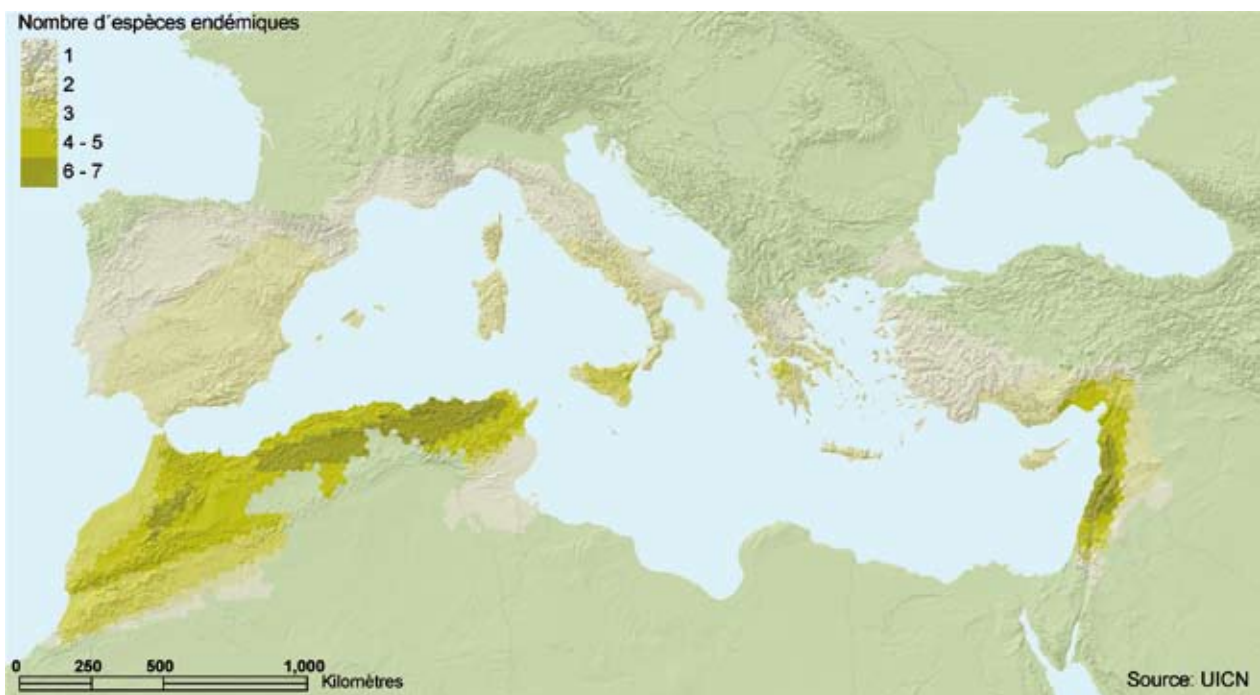 Nombre d´espèces endémiques
1
2
3
4 - 5
6 - 7
0 250 500 1,000
Kilomètres
Source: UICN